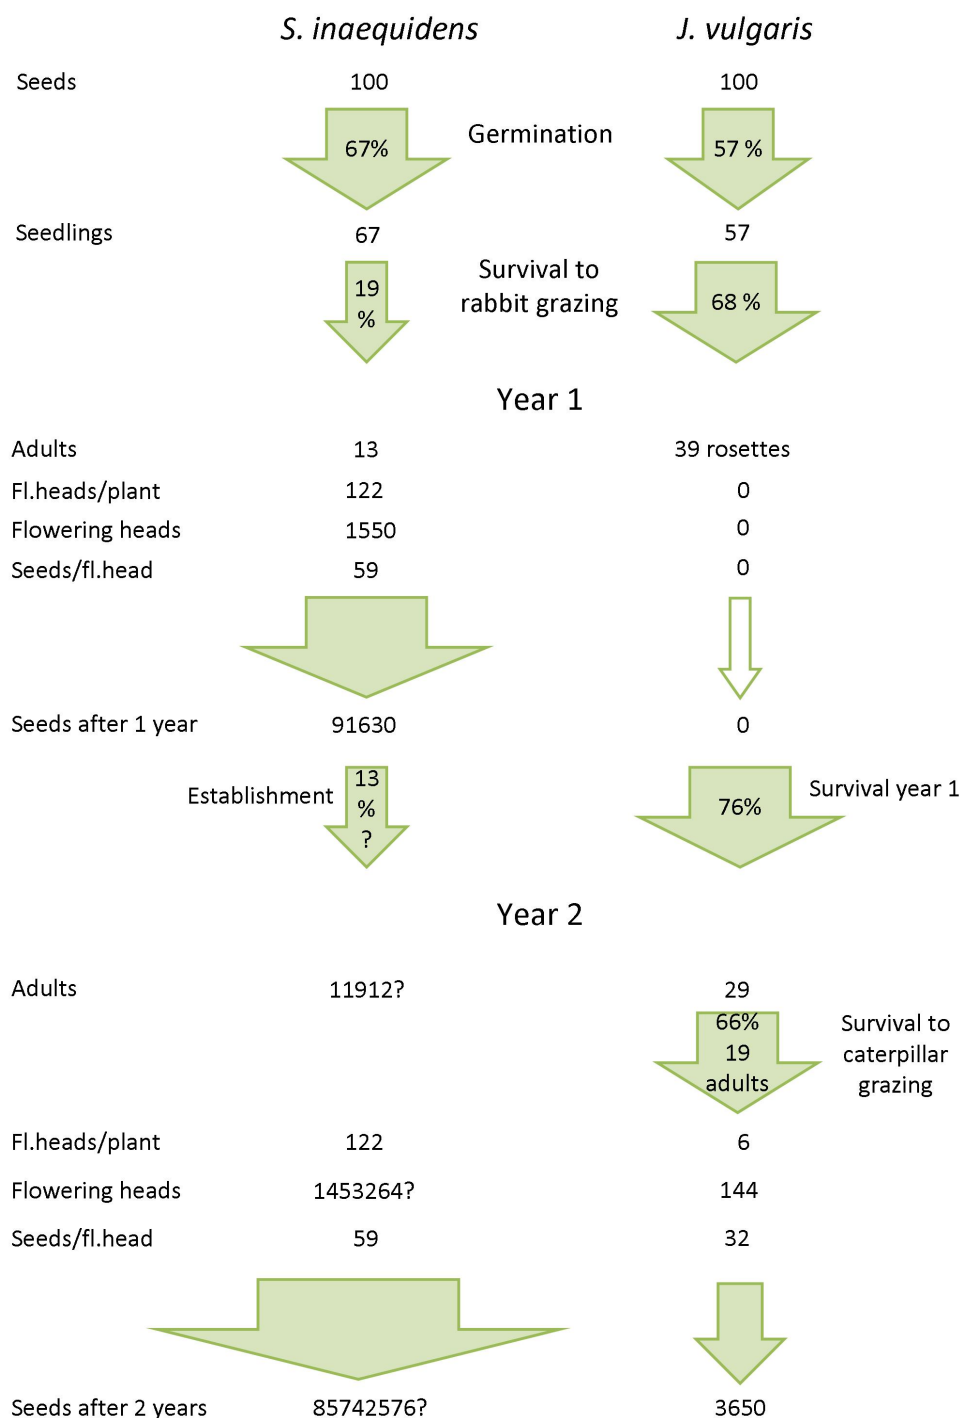 S. inaequidens J. vulgaris
Seeds 100 100
67% Germination 57 %
Seedlings 67 57
Survival to
rabbit grazing
19
%
68 %
Year 1
Adults 13 39 rosettes
Fl.heads/plant 122 0
Flowering heads 1550 0
Seeds/fl.head 59 0
Seeds after 1 year 91630 0
Establishment
13
%
?
76%
Survival year 1
Year 2
Adults 11912? 29
66%
19
adults
Survival to
caterpillar
grazing
Fl.heads/plant 122 6
Flowering heads 1453264? 144
Seeds/fl.head 59 32
Seeds after 2 years 85742576? 3650